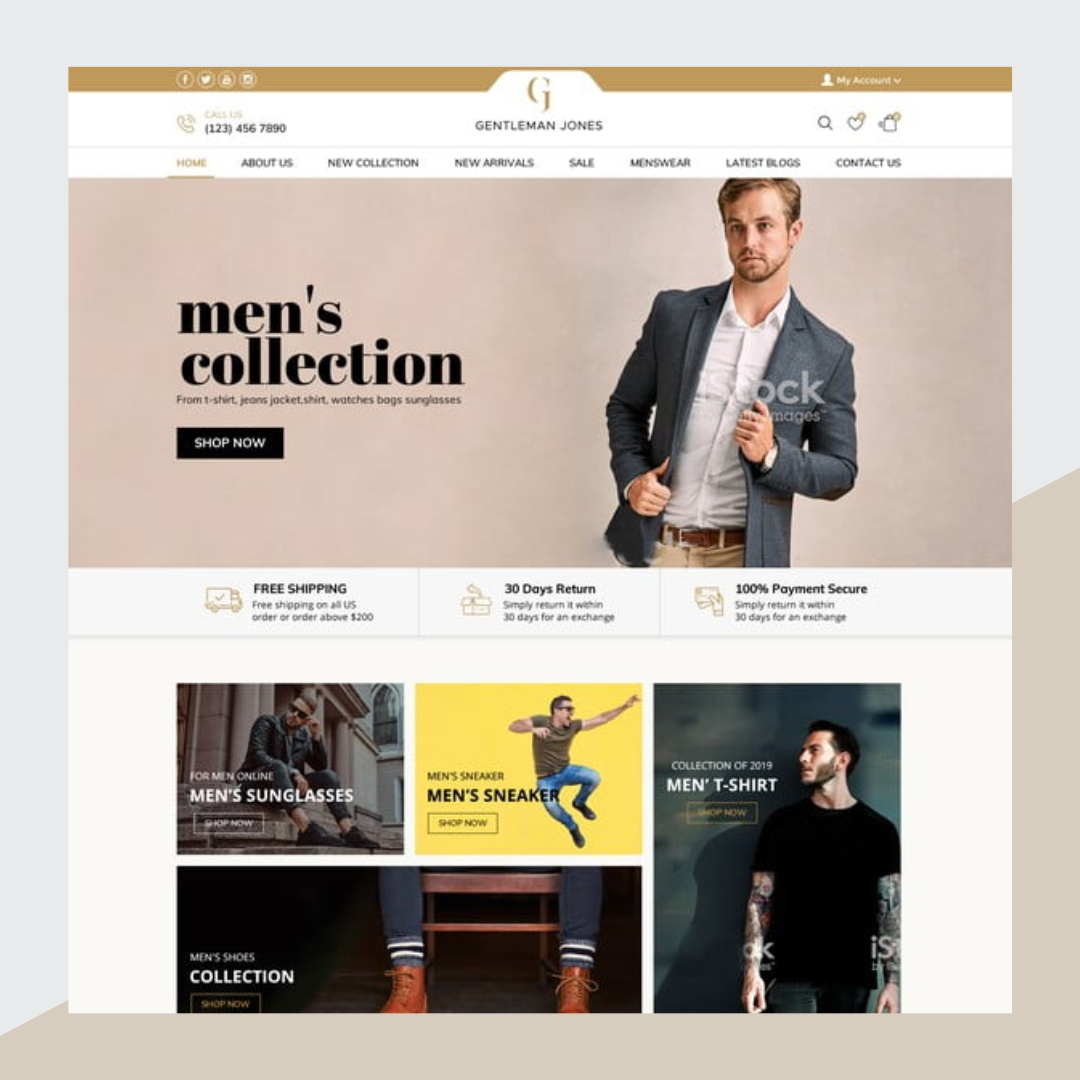 My Account
CALL US
(123) 456 7890
GJ
GENTLEMAN JONES
HOME ABOUT US NEW COLLECTION NEW ARRIVALS SALE MENSWEAR LATEST BLOGS CONTACT US
men's
collection
From t-shirt, jeans jacket,shirt, watches bags sunglasses
SHOP NOW
iStock
FREE SHIPPING
Free shipping on all US
order or order above $200
30 Days Return
Simply return it within
30 days for an exchange
100% Payment Secure
Simply return it within
30 days for an exchange
FOR MEN ONLINE
MEN'S SUNGLASSES
SHOP NOW
MEN'S SNEAKER
MEN'S SNEAKER
SHOP NOW
COLLECTION OF 2019
MEN' T-SHIRT
SHOP NOW
MEN'S SHOES
COLLECTION
SHOP NOW